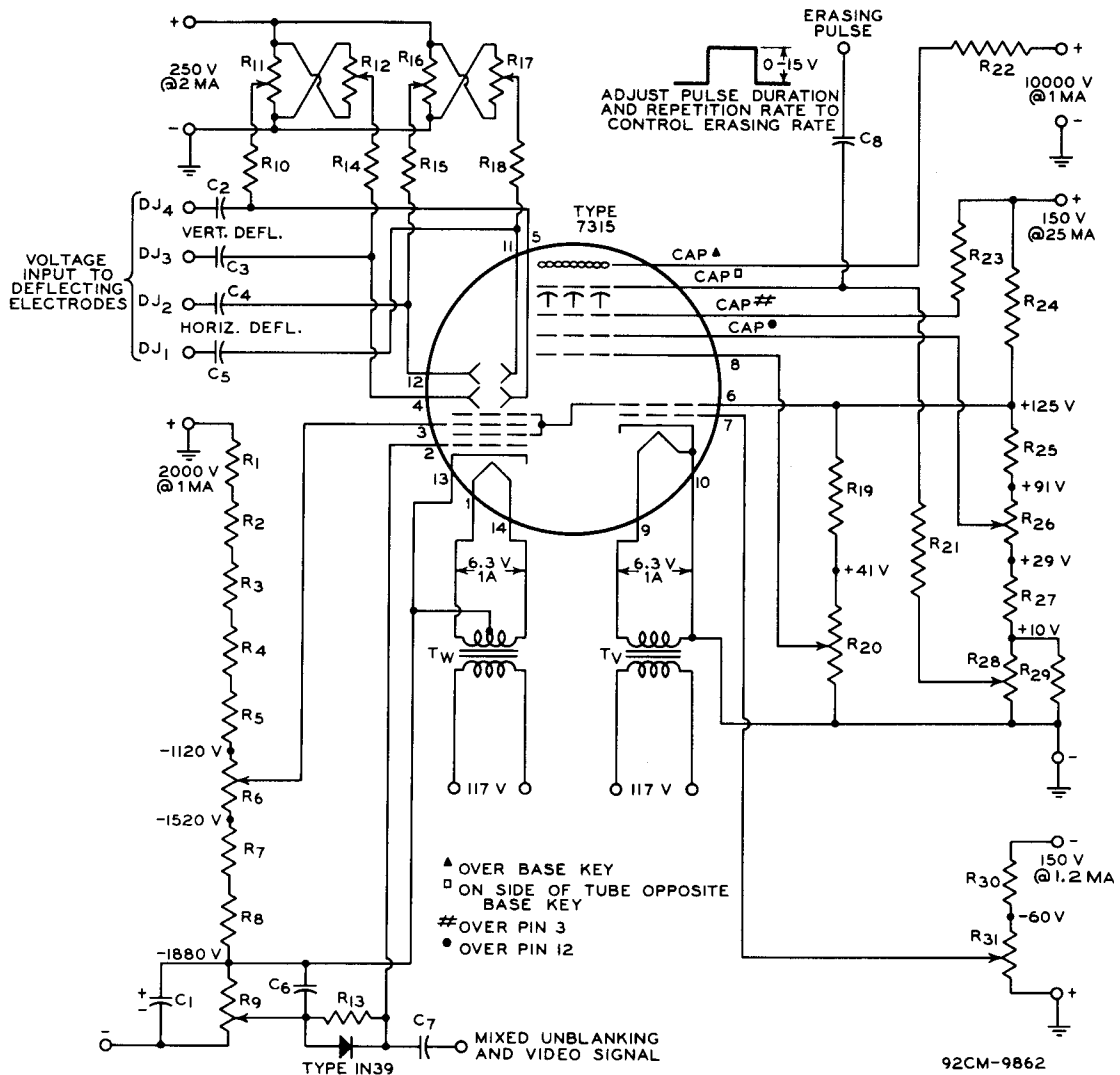 ERASING
PULSE
+
250 V
@2 MA
-
R11
R12
R16
R17
0-15 V
ADJUST PULSE DURATION
AND REPETITION RATE TO
CONTROL ERASING RATE
R22
+
10000 V
@1 MA
-
C8
R10
R14
R15
R18
VOLTAGE
INPUT TO
DEFLECTING
ELECTRODES
DJ4
C2
VERT. DEFL.
DJ3
C3
DJ2
C4
HORIZ. DEFL.
DJ1
C5
TYPE
7315
11
5
CAP▲
CAP□
CAP#
CAP●
8
+
150 V
@25 MA
R23
R24
12
4
3
2
13
1
14
6
7
10
9
+125 V
R25
+91 V
R26
+29 V
R27
+10 V
R28
R29
-
R19
+41 V
R20
R21
+
2000 V
@1 MA
R1
R2
R3
R4
R5
-1120 V
R6
-1520 V
R7
R8
-1880 V
R9
C1
+
-
-
6.3 V
1A
TW
117 V
6.3 V
1A
TV
117 V
▲ OVER BASE KEY
□ ON SIDE OF TUBE OPPOSITE
BASE KEY
# OVER PIN 3
● OVER PIN 12
-
150 V
@1.2 MA
R30
-60V
R31
+
C6
R13
C7
TYPE IN39
MIXED UNBLANKING
AND VIDEO SIGNAL
92CM-9862